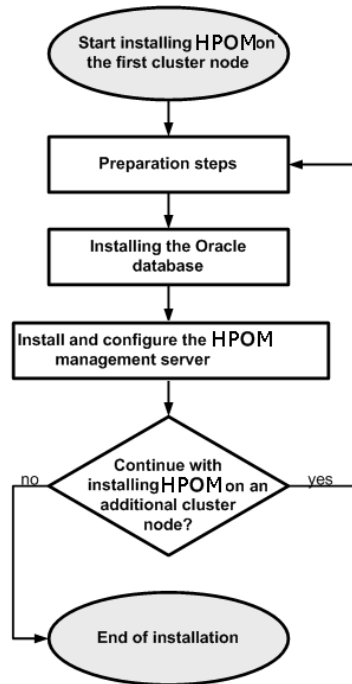 Start installing HPOM on
the first cluster node
Preparation steps
Installing the Oracle
database
Install and configure the HPOM
management server
Continue with
installing HPOM on an
additional cluster
node?
no
yes
End of installation